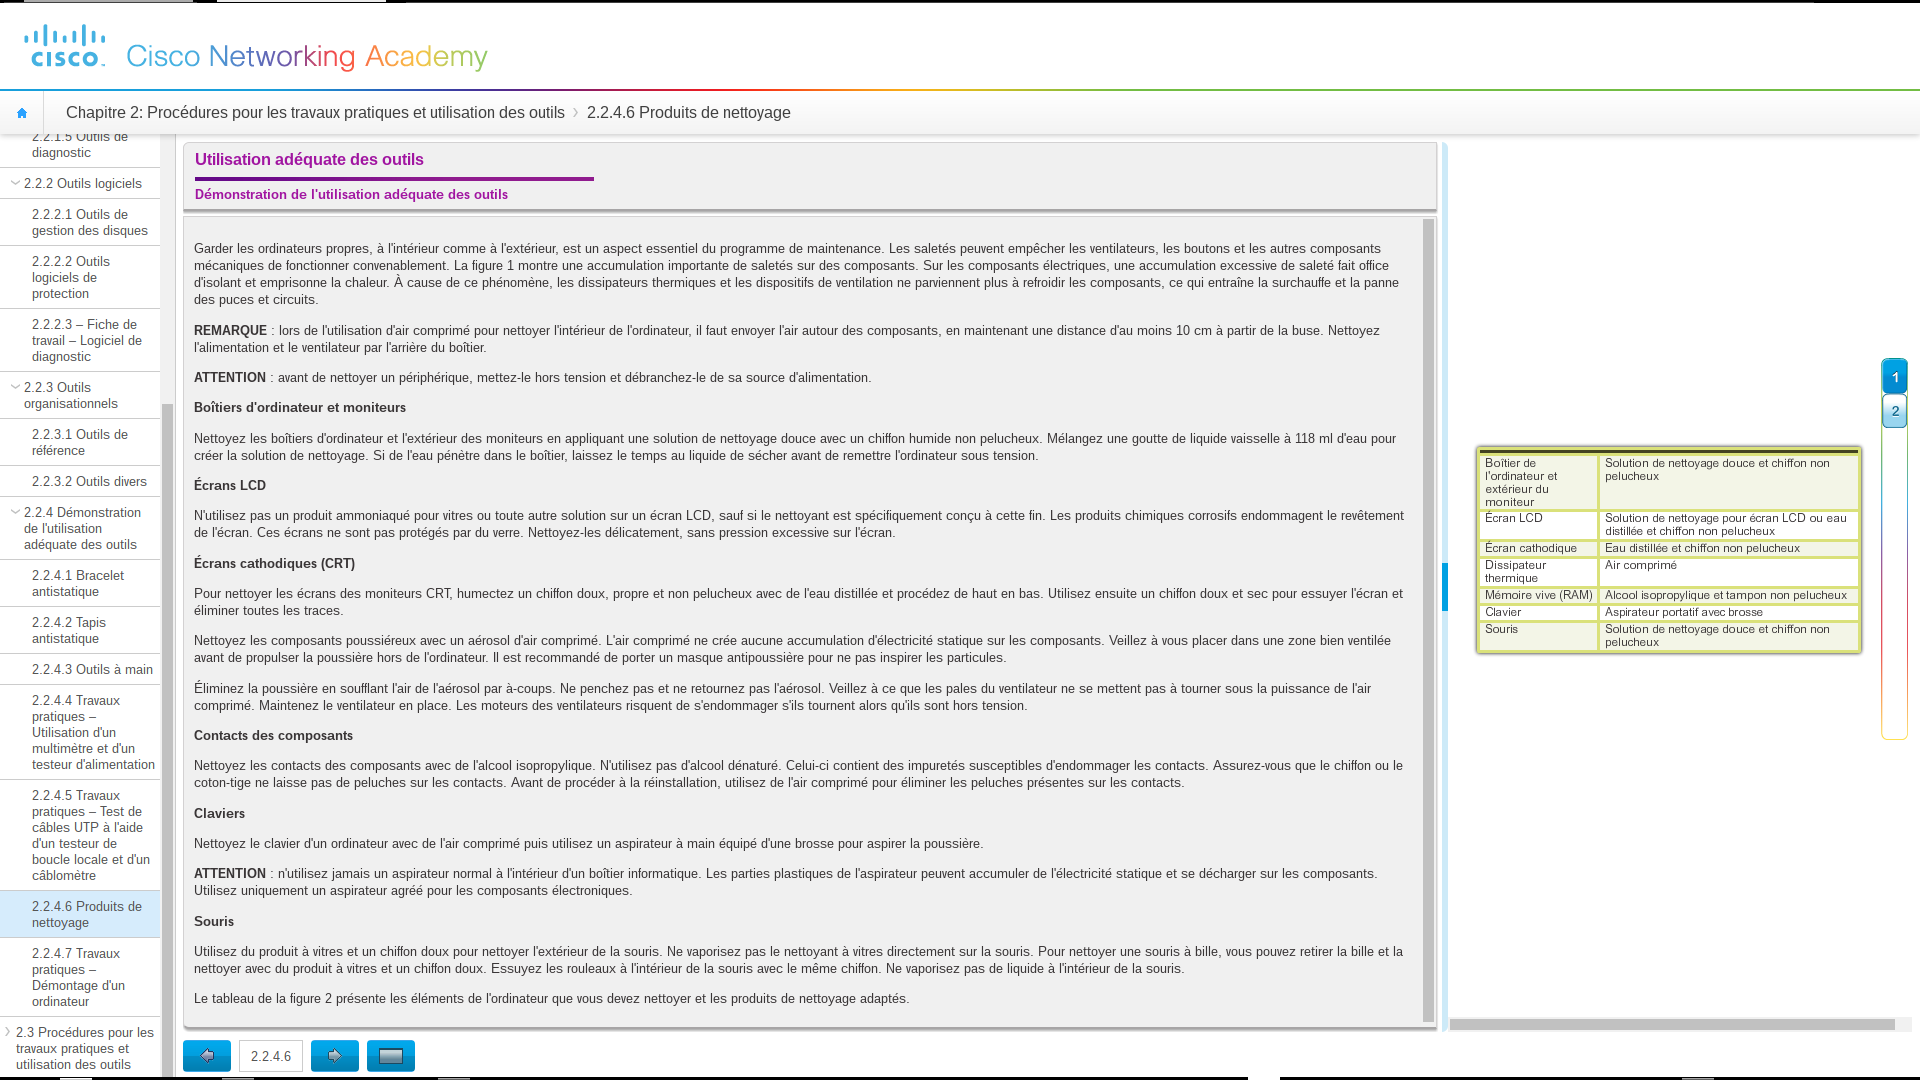 CISCO
Cisco Networking Academy
Chapitre 2: Procédures pour les travaux pratiques et utilisation des outils
2.2.4.6 Produits de nettoyage
2.2.1.5 Outils de
diagnostic
2.2.2 Outils logiciels
2.2.2.1 Outils de
gestion des disques
2.2.2.2 Outils
logiciels de
protection
2.2.2.3 – Fiche de
travail – Logiciel de
diagnostic
2.2.3 Outils
organisationnels
2.2.3.1 Outils de
référence
2.2.3.2 Outils divers
2.2.4 Démonstration
de l'utilisation
adéquate des outils
2.2.4.1 Bracelet
antistatique
2.2.4.2 Tapis
antistatique
2.2.4.3 Outils à main
2.2.4.4 Travaux
pratiques –
Utilisation d'un
multimètre et d'un
testeur d'alimentation
2.2.4.5 Travaux
pratiques – Test de
câbles UTP à l'aide
d'un testeur de
boucle locale et d'un
câblomètre
2.2.4.6 Produits de
nettoyage
2.2.4.7 Travaux
pratiques –
Démontage d'un
ordinateur
2.3 Procédures pour les
travaux pratiques et
utilisation des outils
Utilisation adéquate des outils
Démonstration de l'utilisation adéquate des outils
Garder les ordinateurs propres, à l'intérieur comme à l'extérieur, est un aspect essentiel du programme de maintenance. Les saletés peuvent empêcher les ventilateurs, les boutons et les autres composants
mécaniques de fonctionner convenablement. La figure 1 montre une accumulation importante de saletés sur des composants. Sur les composants électriques, une accumulation excessive de saleté fait office
d'isolant et emprisonne la chaleur. À cause de ce phénomène, les dissipateurs thermiques et les dispositifs de ventilation ne parviennent plus à refroidir les composants, ce qui entraîne la surchauffe et la panne
des puces et circuits.
REMARQUE : lors de l'utilisation d'air comprimé pour nettoyer l'intérieur de l'ordinateur, il faut envoyer l'air autour des composants, en maintenant une distance d'au moins 10 cm à partir de la buse. Nettoyez
l'alimentation et le ventilateur par l'arrière du boîtier.
ATTENTION : avant de nettoyer un périphérique, mettez-le hors tension et débranchez-le de sa source d'alimentation.
Boîtiers d'ordinateur et moniteurs
Nettoyez les boîtiers d'ordinateur et l'extérieur des moniteurs en appliquant une solution de nettoyage douce avec un chiffon humide non pelucheux. Mélangez une goutte de liquide vaisselle à 118 ml d'eau pour
créer la solution de nettoyage. Si de l'eau pénètre dans le boîtier, laissez le temps au liquide de sécher avant de remettre l'ordinateur sous tension.
Écrans LCD
N'utilisez pas un produit ammoniaqué pour vitres ou toute autre solution sur un écran LCD, sauf si le nettoyant est spécifiquement conçu à cette fin. Les produits chimiques corrosifs endommagent le revêtement
de l'écran. Ces écrans ne sont pas protégés par du verre. Nettoyez-les délicatement, sans pression excessive sur l'écran.
Écrans cathodiques (CRT)
Pour nettoyer les écrans des moniteurs CRT, humectez un chiffon doux, propre et non pelucheux avec de l'eau distillée et procédez de haut en bas. Utilisez ensuite un chiffon doux et sec pour essuyer l'écran et
éliminer toutes les traces.
Nettoyez les composants poussiéreux avec un aérosol d'air comprimé. L'air comprimé ne crée aucune accumulation d'électricité statique sur les composants. Veillez à vous placer dans une zone bien ventilée
avant de propulser la poussière hors de l'ordinateur. Il est recommandé de porter un masque antipoussière pour ne pas inspirer les particules.
Éliminez la poussière en soufflant l'air de l'aérosol par à-coups. Ne penchez pas et ne retournez pas l'aérosol. Veillez à ce que les pales du ventilateur ne se mettent pas à tourner sous la puissance de l'air
comprimé. Maintenez le ventilateur en place. Les moteurs des ventilateurs risquent de s'endommager s'ils tournent alors qu'ils sont hors tension.
Contacts des composants
Nettoyez les contacts des composants avec de l'alcool isopropylique. N'utilisez pas d'alcool dénaturé. Celui-ci contient des impuretés susceptibles d'endommager les contacts. Assurez-vous que le chiffon ou le
coton-tige ne laisse pas de peluches sur les contacts. Avant de procéder à la réinstallation, utilisez de l'air comprimé pour éliminer les peluches présentes sur les contacts.
Claviers
Nettoyez le clavier d'un ordinateur avec de l'air comprimé puis utilisez un aspirateur à main équipé d'une brosse pour aspirer la poussière.
ATTENTION : n'utilisez jamais un aspirateur normal à l'intérieur d'un boîtier informatique. Les parties plastiques de l'aspirateur peuvent accumuler de l'électricité statique et se décharger sur les composants.
Utilisez uniquement un aspirateur agréé pour les composants électroniques.
Souris
Utilisez du produit à vitres et un chiffon doux pour nettoyer l'extérieur de la souris. Ne vaporisez pas le nettoyant à vitres directement sur la souris. Pour nettoyer une souris à bille, vous pouvez retirer la bille et la
nettoyer avec du produit à vitres et un chiffon doux. Essuyez les rouleaux à l'intérieur de la souris avec le même chiffon. Ne vaporisez pas de liquide à l'intérieur de la souris.
Le tableau de la figure 2 présente les éléments de l'ordinateur que vous devez nettoyer et les produits de nettoyage adaptés.
2.2.4.6
Boîtier de
l'ordinateur et
extérieur du
moniteur
Solution de nettoyage douce et chiffon non
pelucheux
Écran LCD
Solution de nettoyage pour écran LCD ou eau
distillée et chiffon non pelucheux
Écran cathodique
Eau distillée et chiffon non pelucheux
Dissipateur
thermique
Air comprimé
Mémoire vive (RAM)
Alcool isopropylique et tampon non pelucheux
Clavier
Aspirateur portatif avec brosse
Souris
Solution de nettoyage douce et chiffon non
pelucheux
1
2